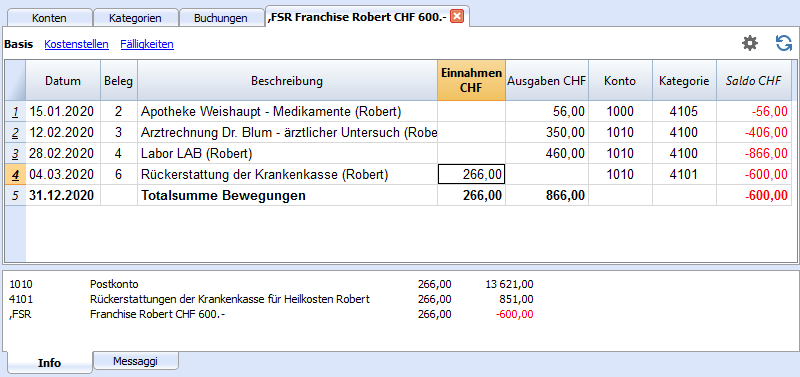 Konten Kategorien Buchungen ,FSR Franchise Robert CHF 600.-
Basis Kostenstellen Fälligkeiten
Datum Beleg Beschreibung Einnahmen CHF Ausgaben CHF Konto Kategorie Saldo CHF
1 15.01.2020 2 Apotheke Weishaupt - Medikamente (Robert) 56,00 1000 4105 -56,00
2 12.02.2020 3 Arztrechnung Dr. Blum - ärztlicher Untersuch (Robe 350,00 1010 4100 -406,00
3 28.02.2020 4 Labor LAB (Robert) 460,00 1010 4100 -866,00
4 04.03.2020 6 Rückerstattung der Krankenkasse (Robert) 266,00 1010 4101 -600,00
5 31.12.2020 Totalsumme Bewegungen 266,00 866,00 -600,00
1010 Postkonto 266,00 13 621,00
4101 Rückerstattungen der Krankenkasse für Heilkosten Robert 266,00 851,00
,FSR Franchise Robert CHF 600.- 266,00 -600,00
Info Messaggi